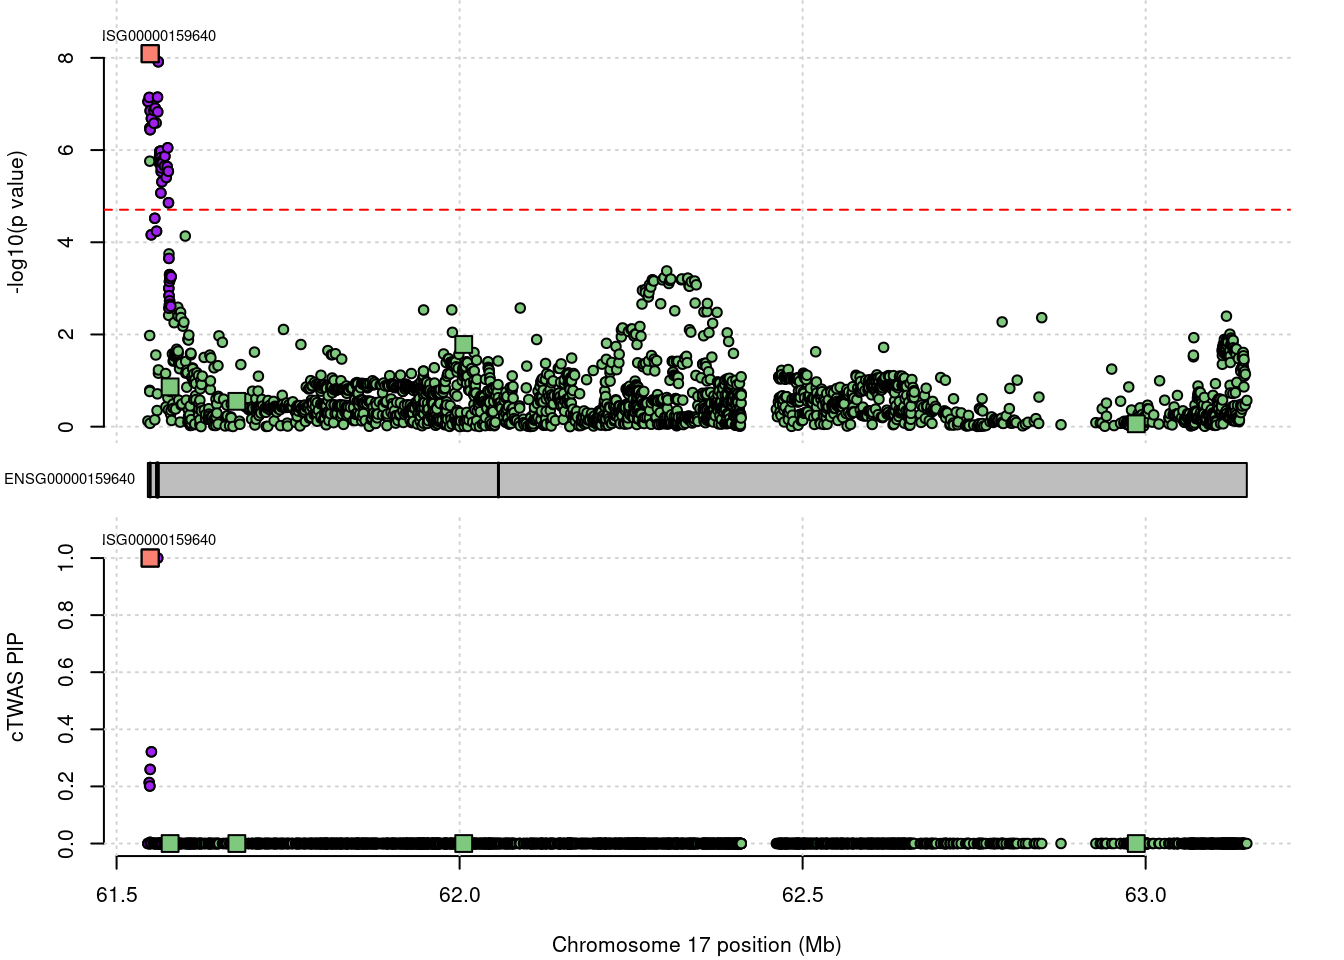 ISG00000159640
8
6
4
2
0
-log10(p value)
ENSG00000159640
ISG00000159640
1.0
0.8
0.6
0.4
0.2
0.0
cTWAS PIP
61.5 62.0 62.5 63.0
Chromosome 17 position (Mb)